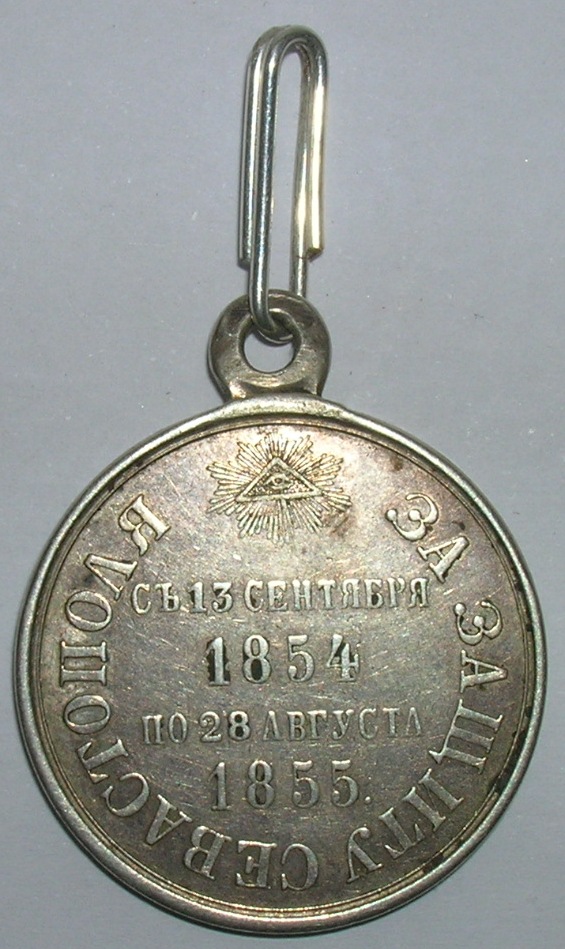 ЗА ЗАЩИТУ СЕВАСТОПОЛЯ
СЪ 13 СЕНТЯБРЯ
1854
ПО 28 АВГУСТА
1855.